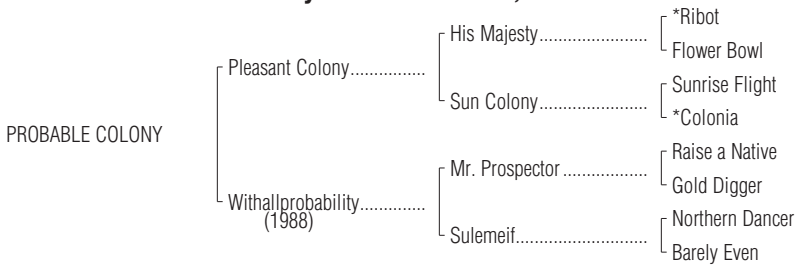 *Ribot
His Majesty
Flower Bowl
Pleasant Colony
Sunrise Flight
Sun Colony
*Colonia
PROBABLE COLONY
Raise a Native
Mr. Prospector
Gold Digger
Withallprobability
(1988)
Northern Dancer
Sulemeif
Barely Even